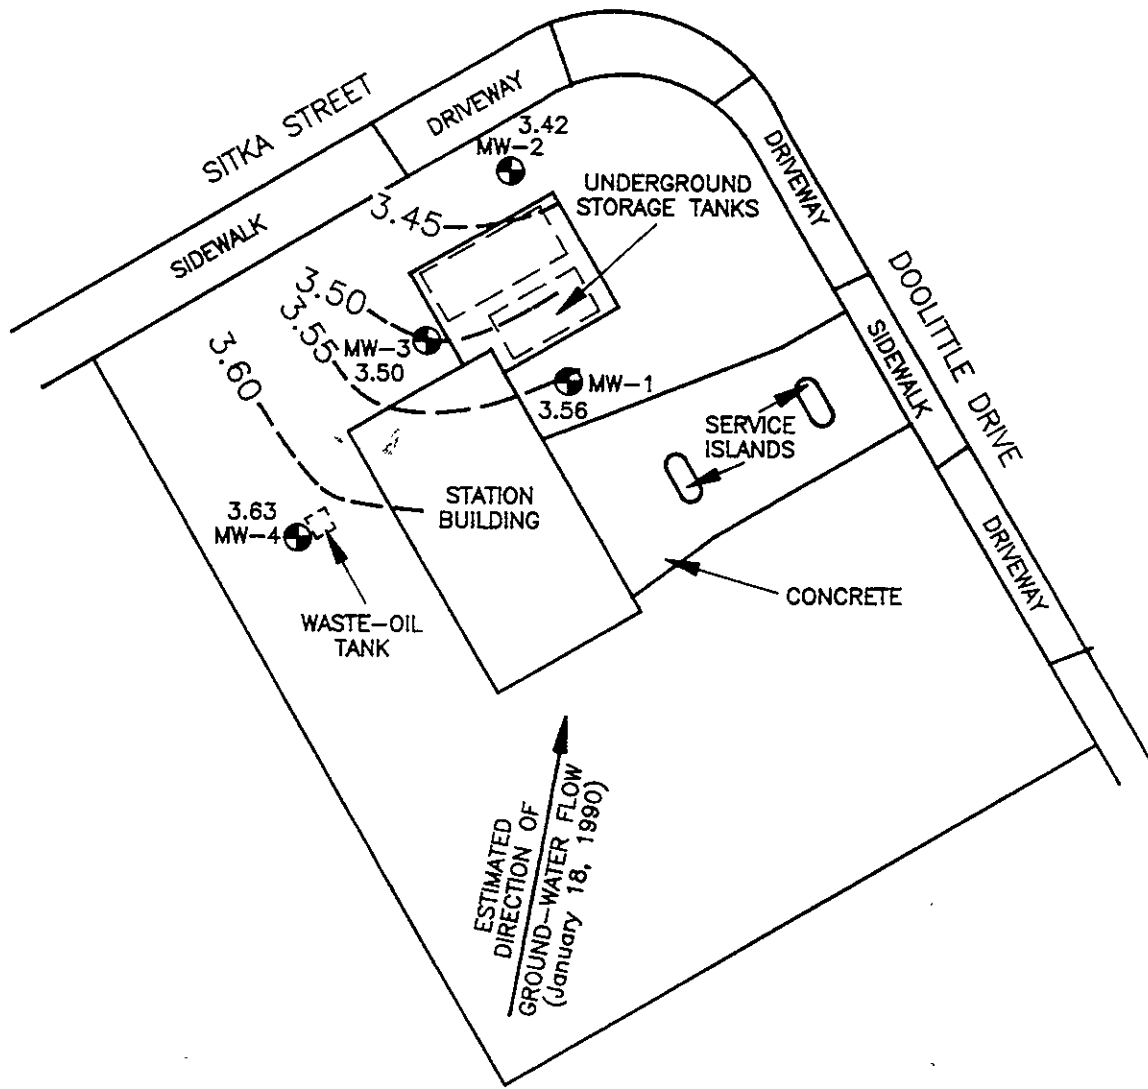 SITKA STREET
DRIVEWAY
3.42
MW-2
UNDERGROUND
STORAGE TANKS
DRIVEWAY
SIDEWALK
3.45
3.50
3.55
3.60
MW-3
3.50
MW-1
3.56
DOOLITTLE DRIVE
SIDEWALK
SERVICE
ISLANDS
STATION
BUILDING
3.63
MW-4
WASTE-OIL
TANK
CONCRETE
DRIVEWAY
ESTIMATED
DIRECTION OF
GROUND-WATER FLOW
(January 18, 1990)